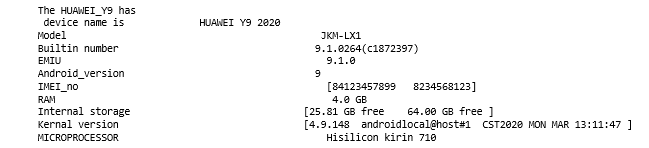 The HUAWEI_Y9 has
device name is HUAWEI Y9 2020
Model JKM-LX1
Builtin number 9.1.0264(c1872397)
EMIU 9.1.0
Android_version 9
IMEI_no [84123457899 8234568123]
RAM 4.0 GB
Internal storage [25.81 GB free 64.00 GB free ]
Kernal version [4.9.148 androidlocal@host#1 CST2020 MON MAR 13:11:47 ]
MICROPROCESSOR Hisilicon kirin 710